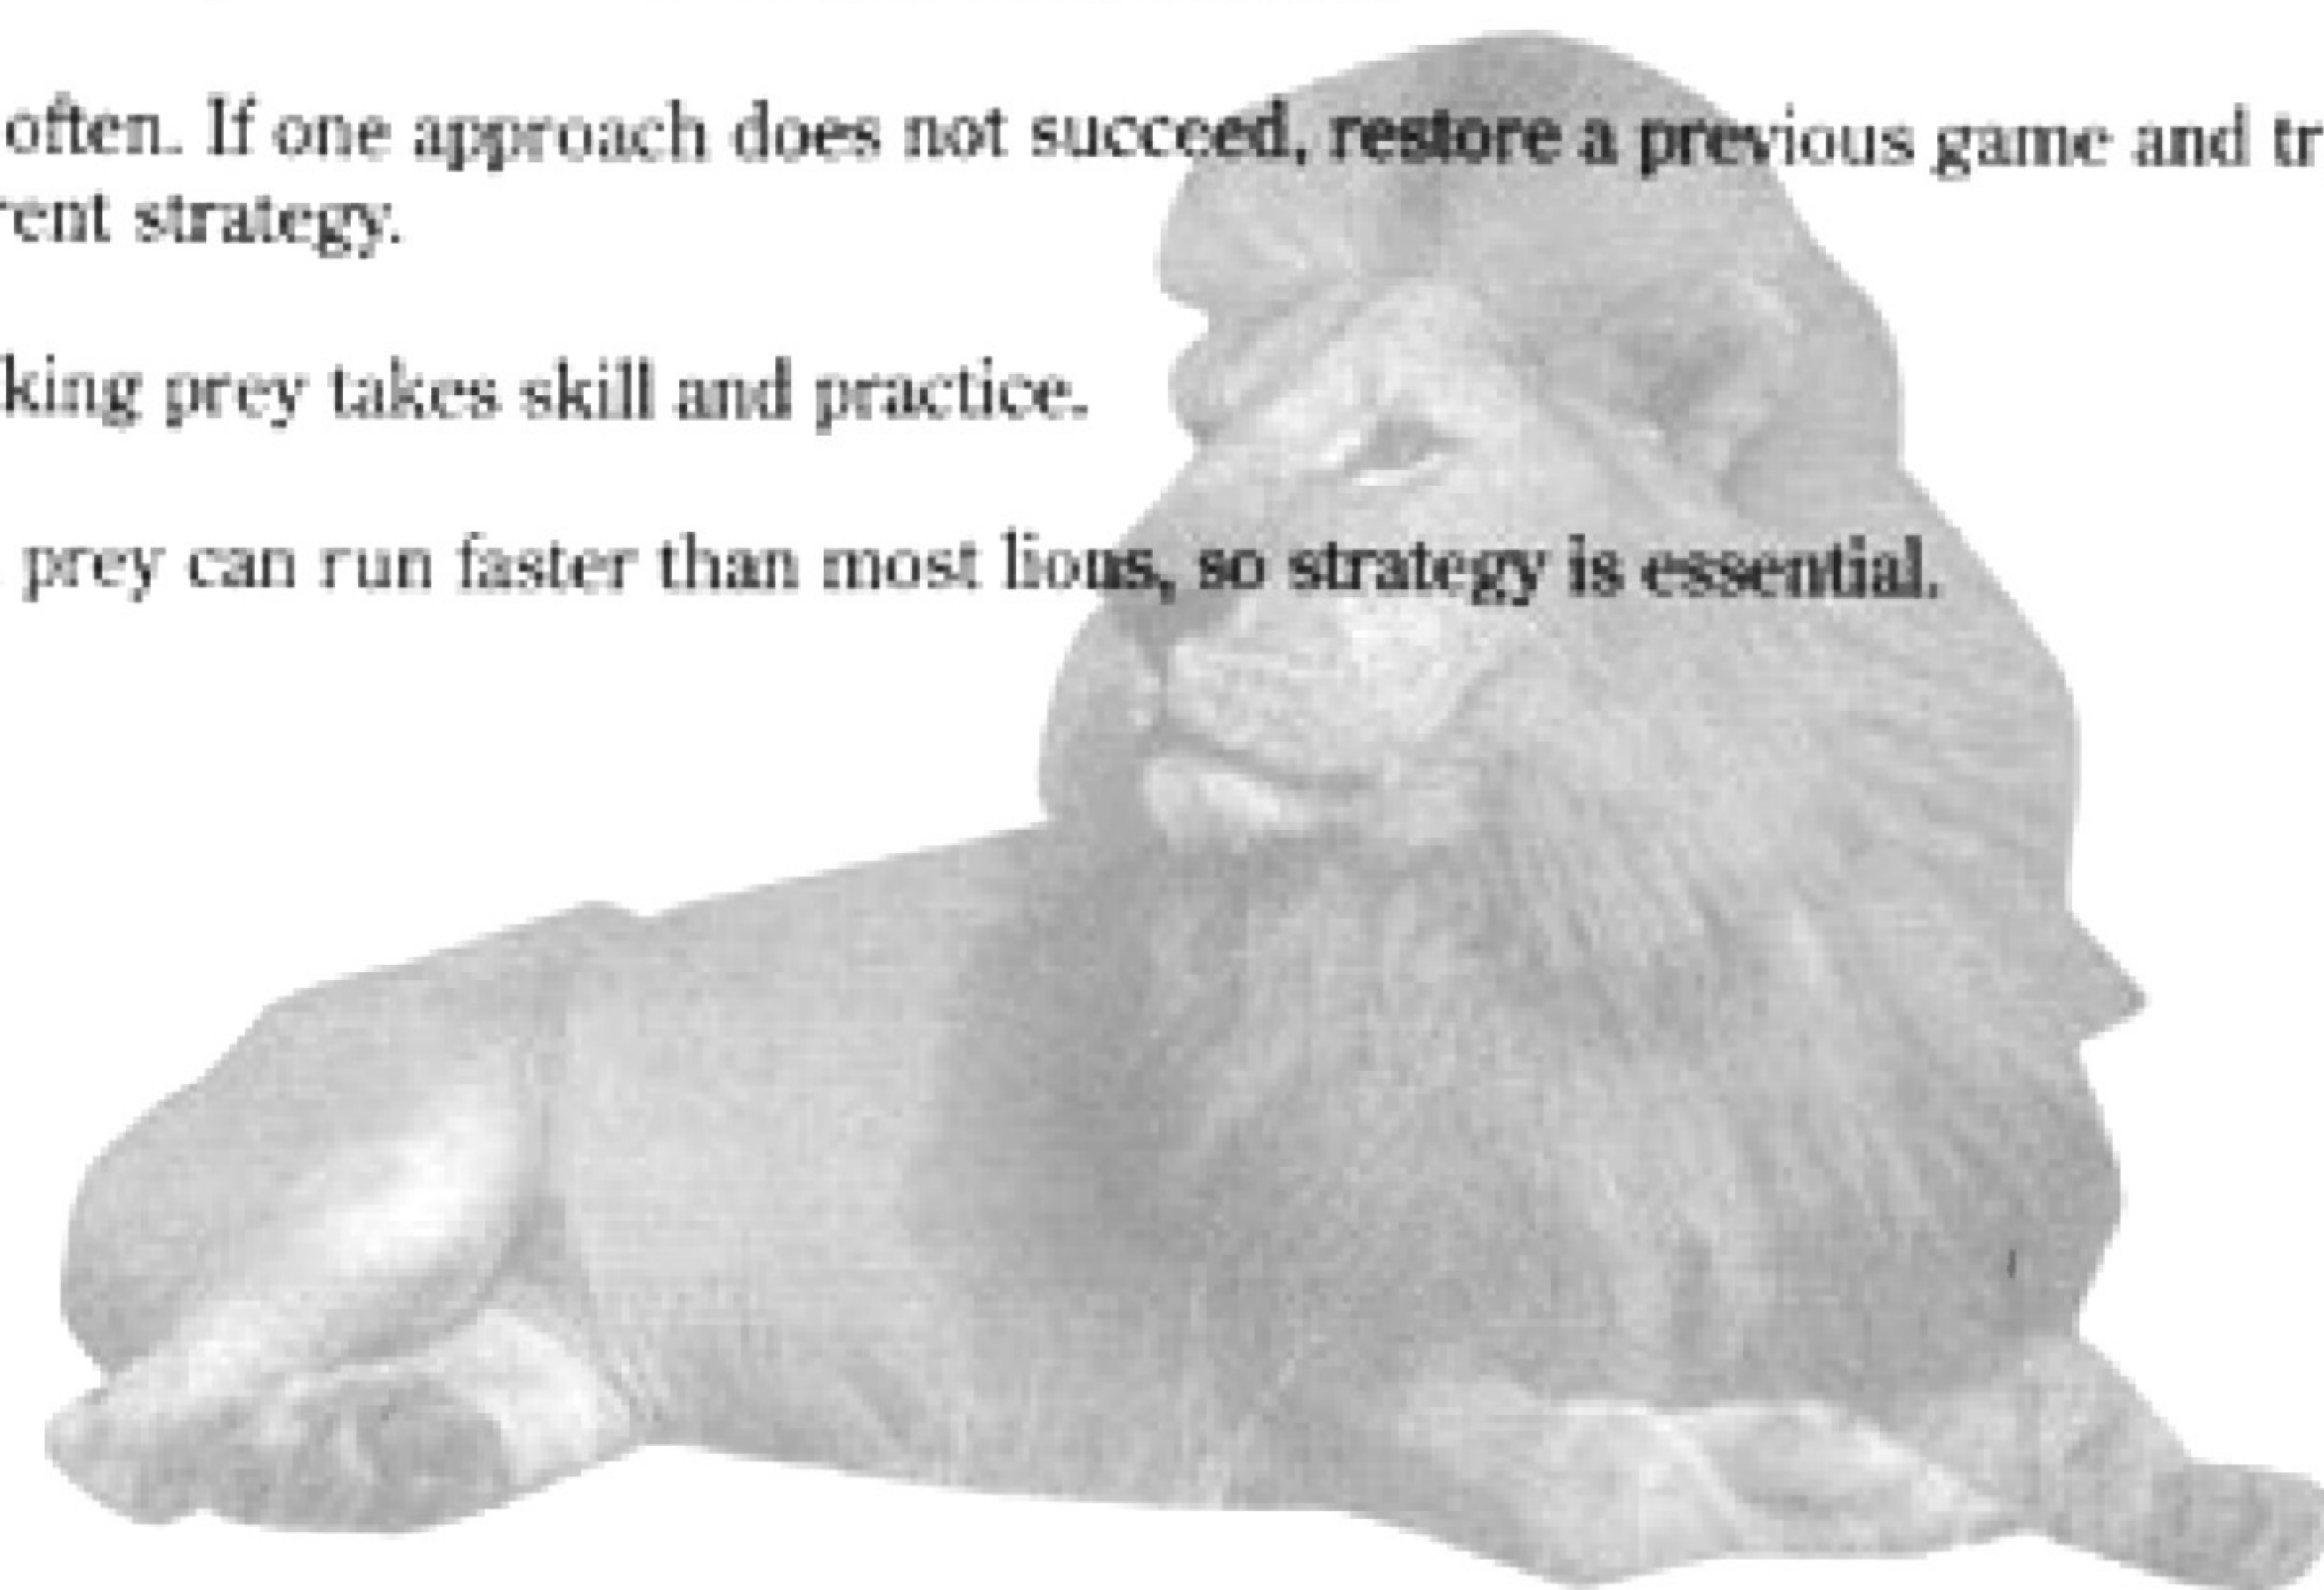 often. If one approach does not succeed, restore a previous game and tr
rent strategy.
king prey takes skill and practice.
prey can run faster than most lions, so strategy is essential.